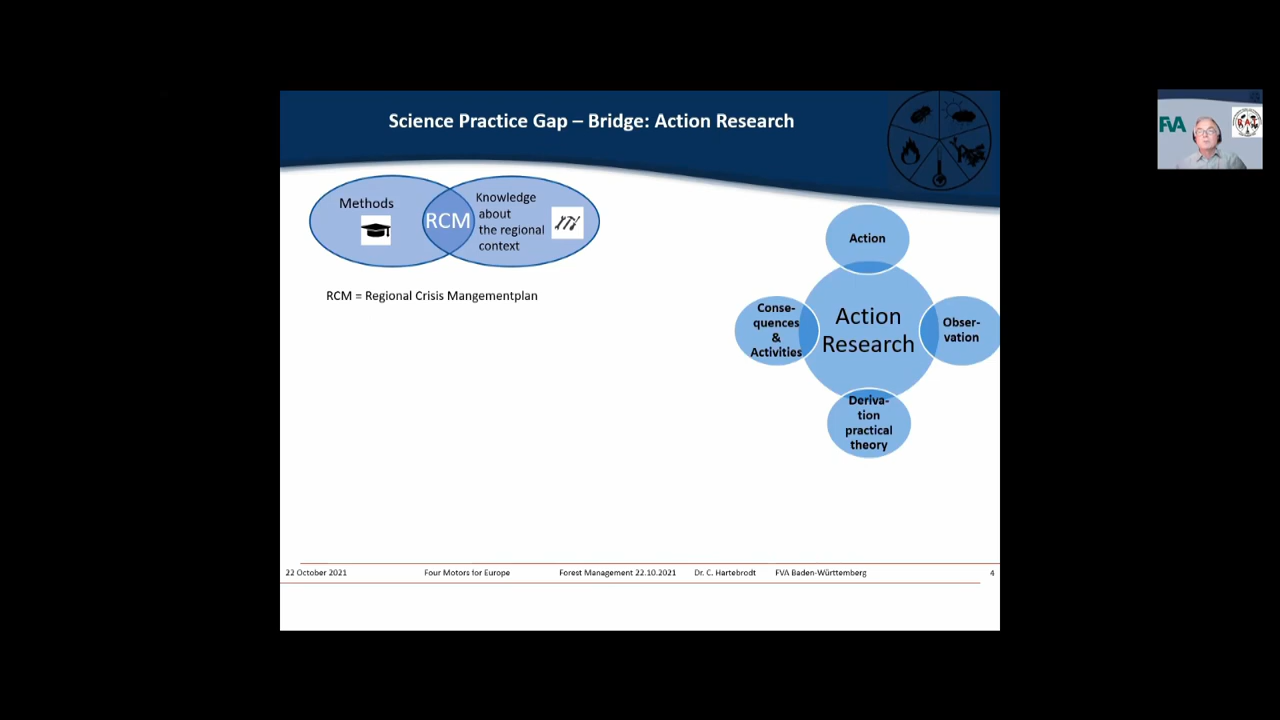 Science Practice Gap – Bridge: Action Research
Methods
RCM
Knowledge
about
the regional
context
RCM = Regional Crisis Mangementplan
Action
Action
Research
Conse-
quences
&
Activities
Obser-
vation
Deriva-
tion
practical
theory
22 October 2021
Four Motors for Europe
Forest Management 22.10.2021
Dr. C. Hartebrodt
FVA Baden-Württemberg
4
FVA